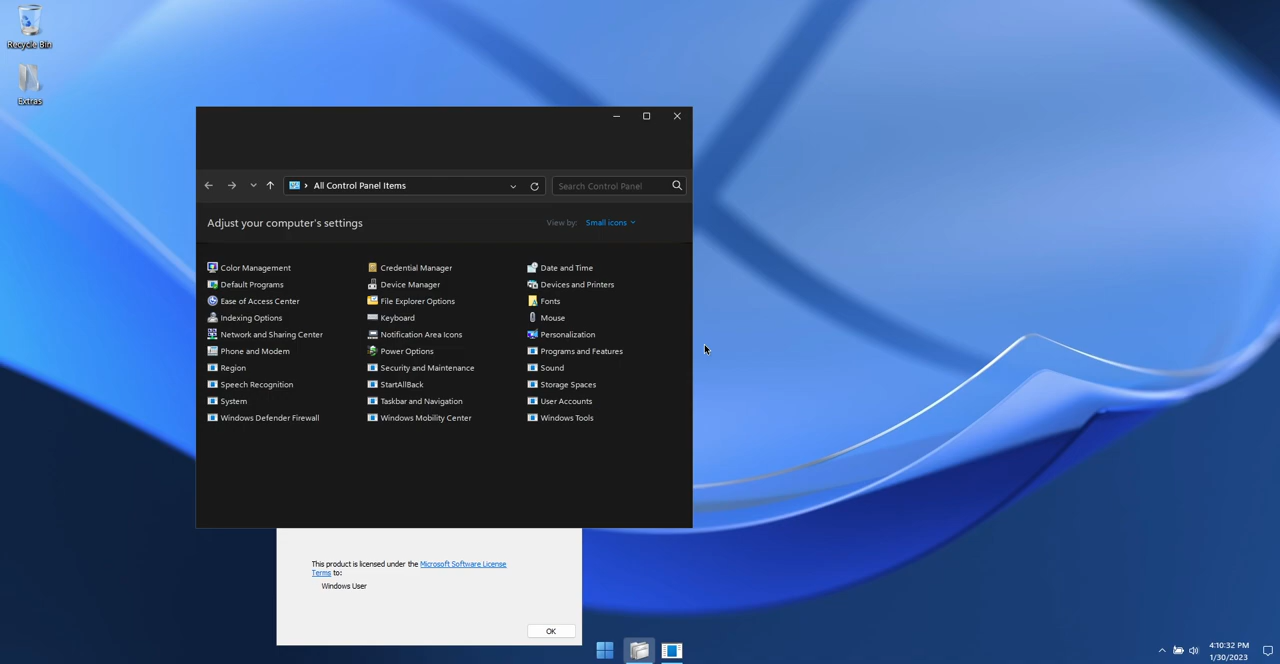 Recycle Bin
Extras
All Control Panel Items
Search Control Panel
Adjust your computer's settings
View by: Small icons
Color Management
Credential Manager
Date and Time
Default Programs
Device Manager
Devices and Printers
Ease of Access Center
File Explorer Options
Fonts
Indexing Options
Keyboard
Mouse
Network and Sharing Center
Notification Area Icons
Personalization
Phone and Modem
Power Options
Programs and Features
Region
Security and Maintenance
Sound
Speech Recognition
StartAllBack
Storage Spaces
System
Taskbar and Navigation
User Accounts
Windows Defender Firewall
Windows Mobility Center
Windows Tools
This product is licensed under the Microsoft Software License
Terms to:
Windows User
OK
4:10:32 PM
1/30/2023